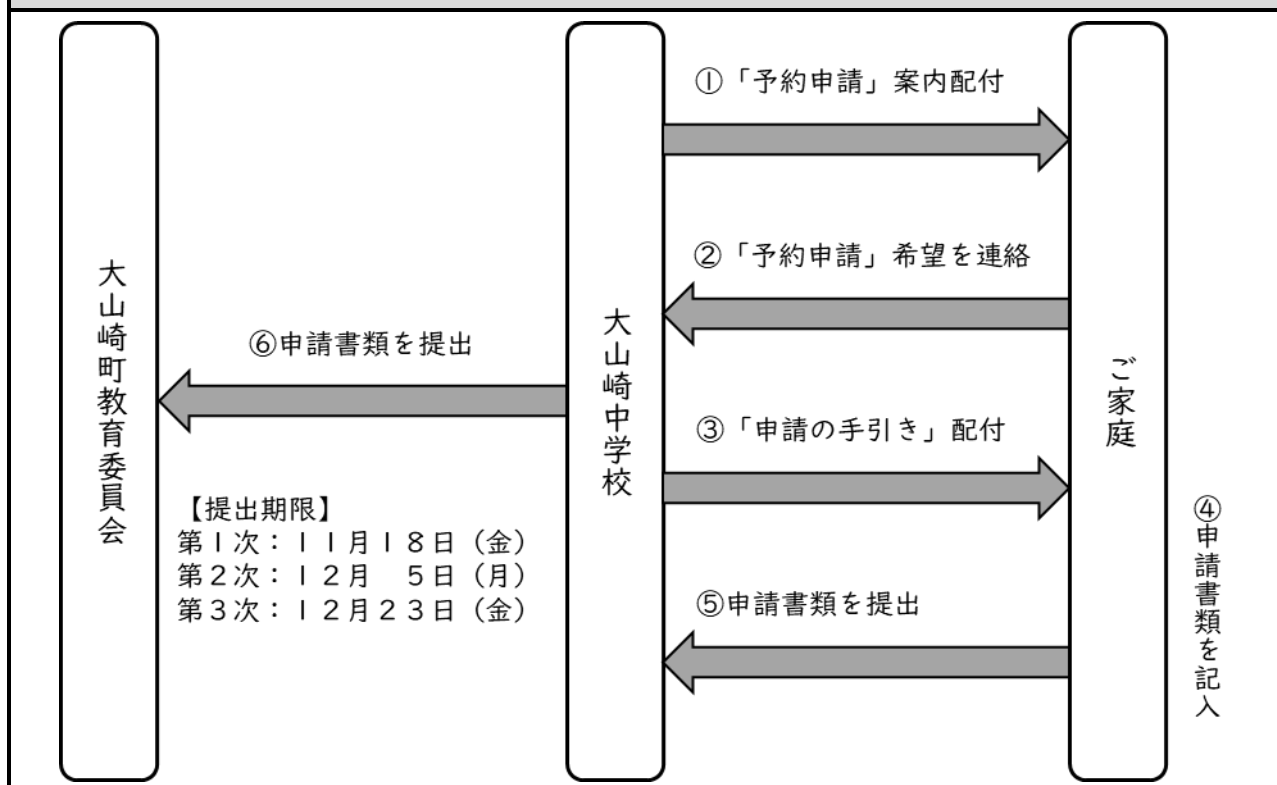 大山崎町教育委員会
大山崎中学校
ご家庭
①「予約申請」案内配付
②「予約申請」希望を連絡
③「申請の手引き」配付
④申請書類を記入
⑤申請書類を提出
⑥申請書類を提出
【提出期限】
第１次：１１月１８日（金）
第２次：１２月　５日（月）
第３次：１２月２３日（金）